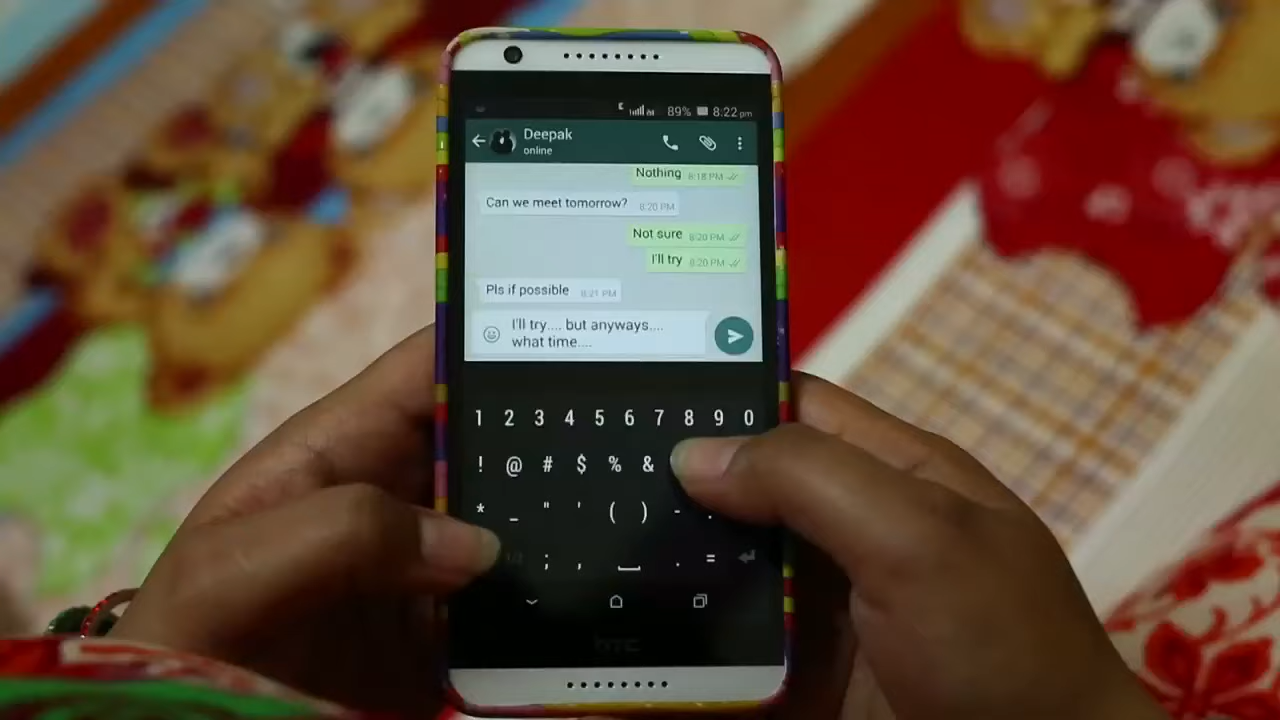 89% 8:22 pm
Deepak
online
Nothing 8:18 PM
Can we meet tomorrow? 8:20 PM
Not sure 8:20 PM
I'll try 8:20 PM
Pls if possible 8:21 PM
I'll try.... but anyways....
what time....
1 2 3 4 5 6 7 8 9 0
! @ # $ % &
* _ " ' ( ) -
; , . =
hTC